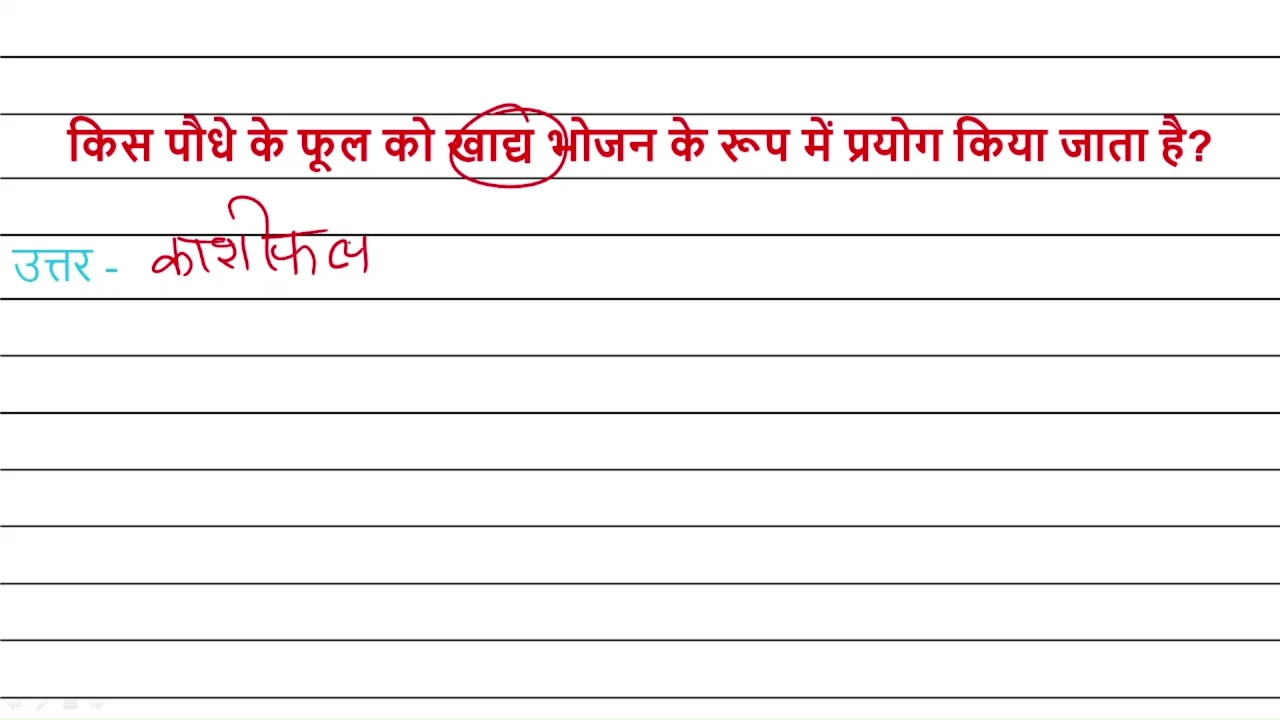 किस पौधे के फूल को खाद्य भोजन के रूप में प्रयोग किया जाता है?
उत्तर - काशीफल